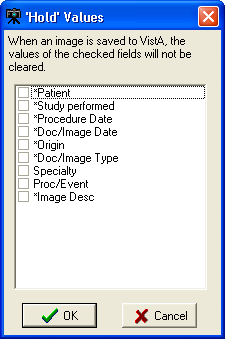 'Hold' Values
When an image is saved to VistA, the
values of the checked fields will not be
cleared.
*Patient
*Study performed
*Procedure Date
*Doc/Image Date
*Origin
*Doc/Image Type
Specialty
Proc/Event
*Image Desc
OK Cancel